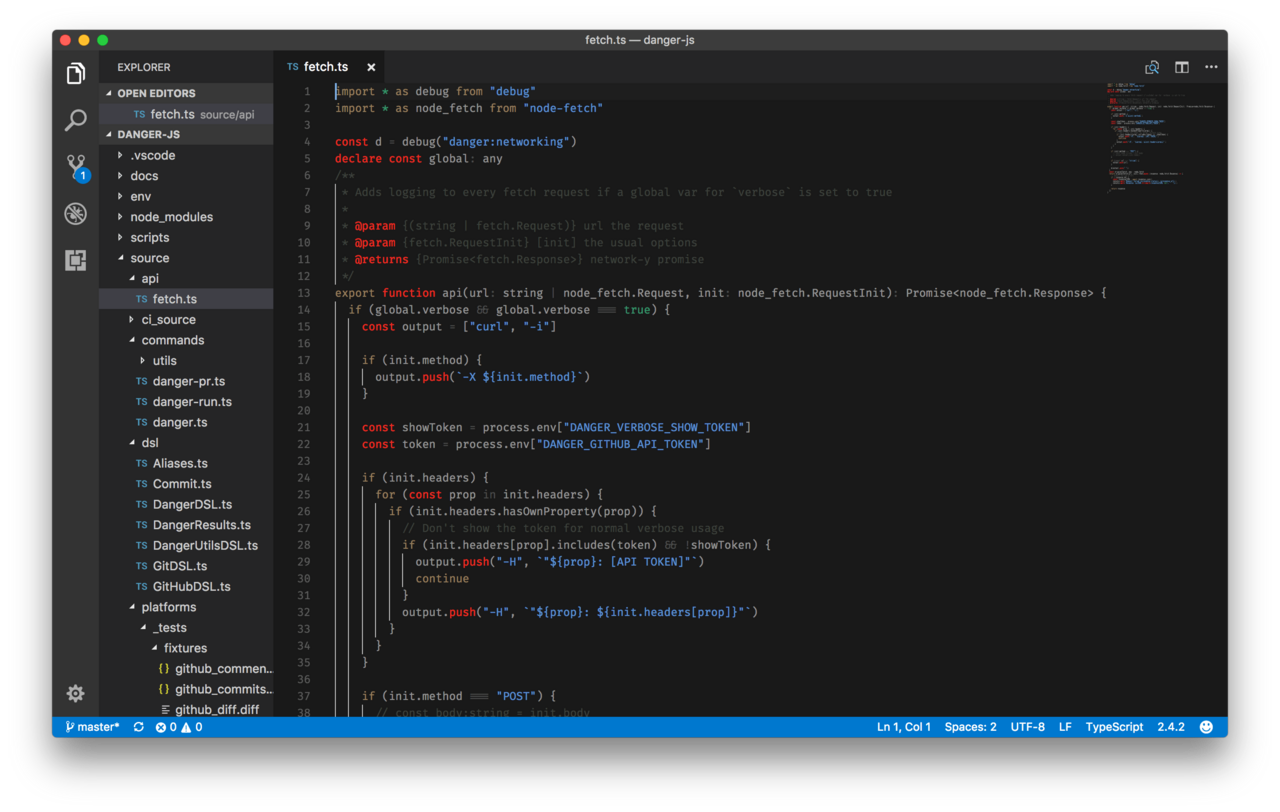 fetch.ts — danger-js
EXPLORER
OPEN EDITORS
TS fetch.ts source/api
DANGER-JS
.vscode
docs
env
node_modules
scripts
source
api
TS fetch.ts
ci_source
commands
utils
TS danger-pr.ts
TS danger-run.ts
TS danger.ts
dsl
TS Aliases.ts
TS Commit.ts
TS DangerDSL.ts
TS DangerResults.ts
TS DangerUtilsDSL.ts
TS GitDSL.ts
TS GitHubDSL.ts
platforms
_tests
fixtures
{} github_commen...
{} github_commits...
github_diff.diff
1
TS fetch.ts ×
1 import * as debug from "debug"
2 import * as node_fetch from "node-fetch"
3
4 const d = debug("danger:networking")
5 declare const global: any
6 /**
7 * Adds logging to every fetch request if a global var for `verbose` is set to true
8 *
9 * @param {(string | fetch.Request)} url the request
10 * @param {fetch.RequestInit} [init] the usual options
11 * @returns {Promise<fetch.Response>} network-y promise
12 */
13 export function api(url: string | node_fetch.Request, init: node_fetch.RequestInit): Promise<node_fetch.Response> {
14 if (global.verbose && global.verbose === true) {
15 const output = ["curl", "-i"]
16
17 if (init.method) {
18 output.push(`-X ${init.method}`)
19 }
20
21 const showToken = process.env["DANGER_VERBOSE_SHOW_TOKEN"]
22 const token = process.env["DANGER_GITHUB_API_TOKEN"]
23
24 if (init.headers) {
25 for (const prop in init.headers) {
26 if (init.headers.hasOwnProperty(prop)) {
27 // Don't show the token for normal verbose usage
28 if (init.headers[prop].includes(token) && !showToken) {
29 output.push("-H", `"${prop}: [API TOKEN]"`)
30 continue
31 }
32 output.push("-H", `"${prop}: ${init.headers[prop]}"`)
33 }
34 }
35 }
36
37 if (init.method === "POST") {
38 // const body:string = init.body
master* 0 0
Ln 1, Col 1 Spaces: 2 UTF-8 LF TypeScript 2.4.2